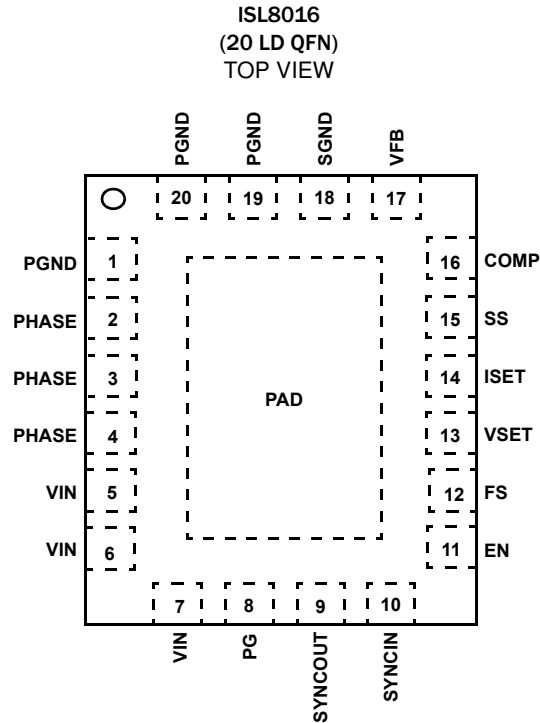 ISL8016
(20 LD QFN)
TOP VIEW
PGND
PGND
SGND
VFB
20
19
18
17
PGND 1
PHASE 2
PHASE 3
PHASE 4
VIN 5
VIN 6
PAD
16 COMP
15 SS
14 ISET
13 VSET
12 FS
11 EN
7
8
9
10
VIN
PG
SYNCOUT
SYNCIN